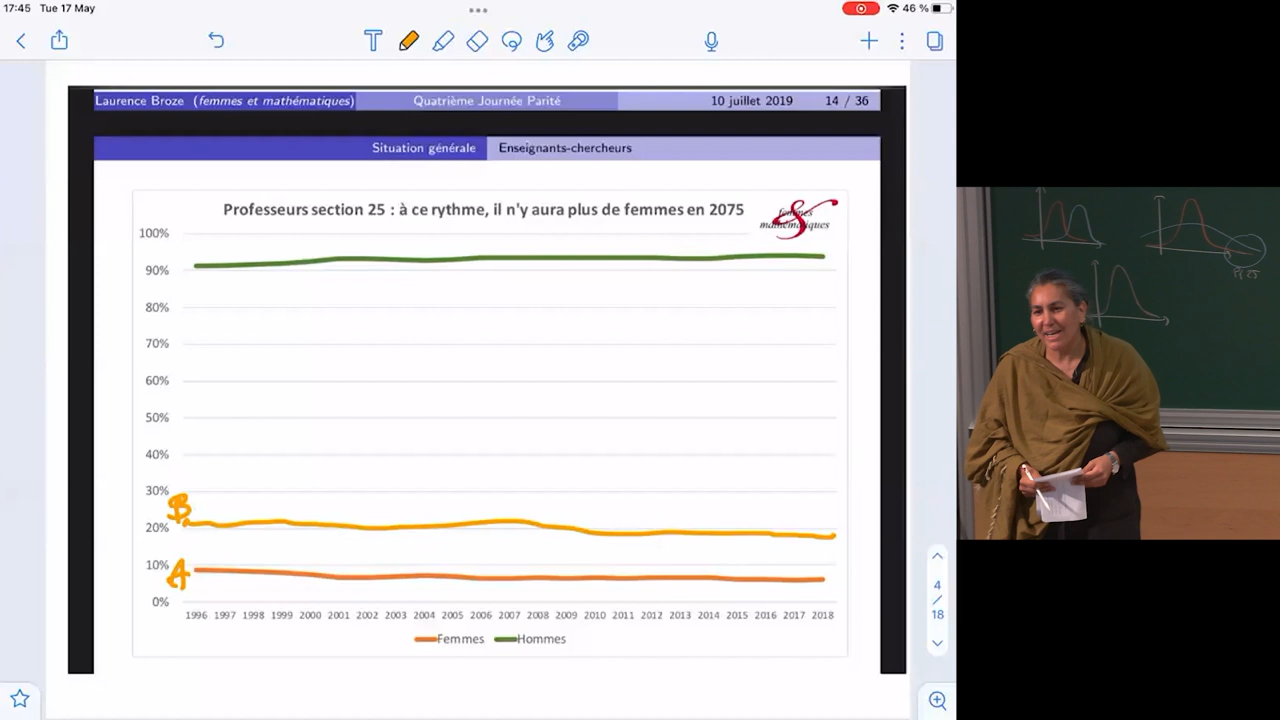 17:45 Tue 17 May
46 %
Laurence Broze (femmes et mathématiques) Quatrième Journée Parité 10 juillet 2019 14 / 36
Situation générale Enseignants-chercheurs
Professeurs section 25 : à ce rythme, il n'y aura plus de femmes en 2075
femmes
mathématiques
100%
90%
80%
70%
60%
50%
40%
30%
B
20%
10%
A
0%
1996 1997 1998 1999 2000 2001 2002 2003 2004 2005 2006 2007 2008 2009 2010 2011 2012 2013 2014 2015 2016 2017 2018
Femmes Hommes
4
/
18